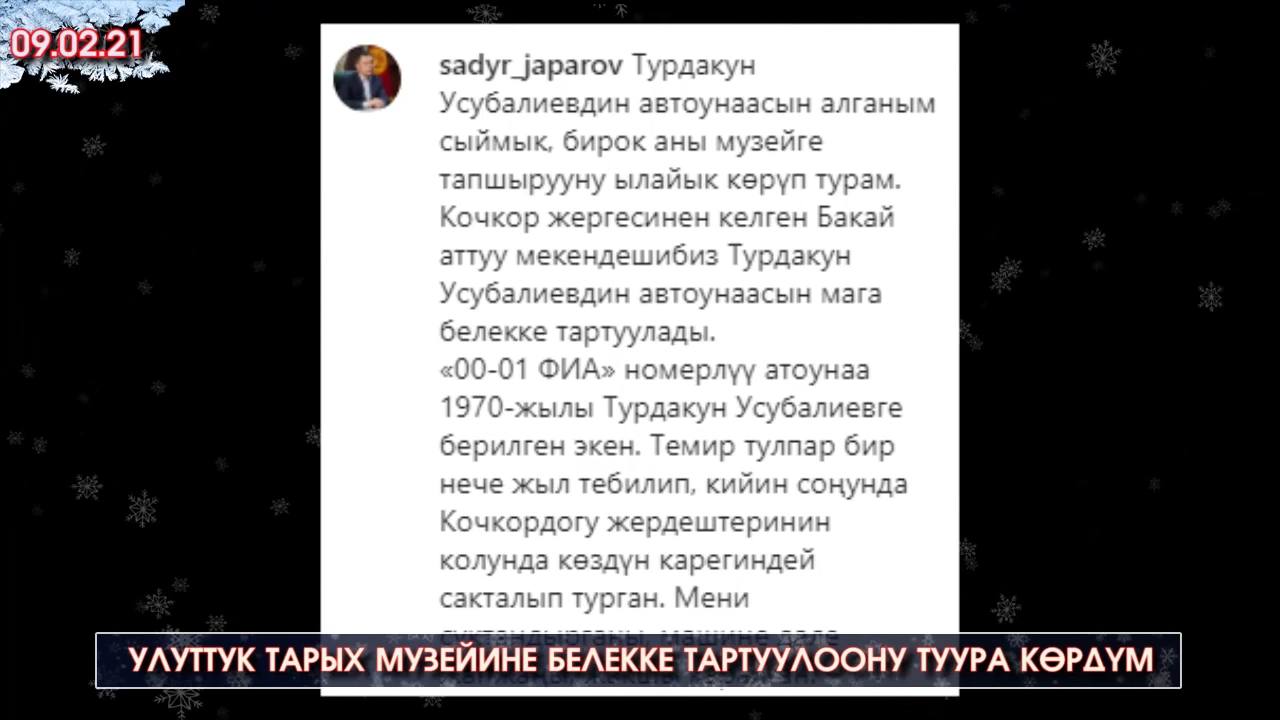 09.02.21
sadyr_japarov Турдакун
Усубалиевдин автоунаасын алганым
сыймык, бирок аны музейге
тапшырууну ылайык көрүп турам.
Кочкор жергесинен келген Бакай
аттуу мекендешибиз Турдакун
Усубалиевдин автоунаасын мага
белекке тартуулады.
«00-01 ФИА» номерлүү атоунаа
1970-жылы Турдакун Усубалиевге
берилген экен. Темир тулпар бир
нече жыл тебилип, кийин соңунда
Кочкордогу жердештеринин
колунда көздүн карегиндей
сакталып турган. Мени
УЛУТТУК ТАРЫХ МУЗЕЙИНЕ БЕЛЕККЕ ТАРТУУЛООНУ ТУУРА КӨРДҮМ